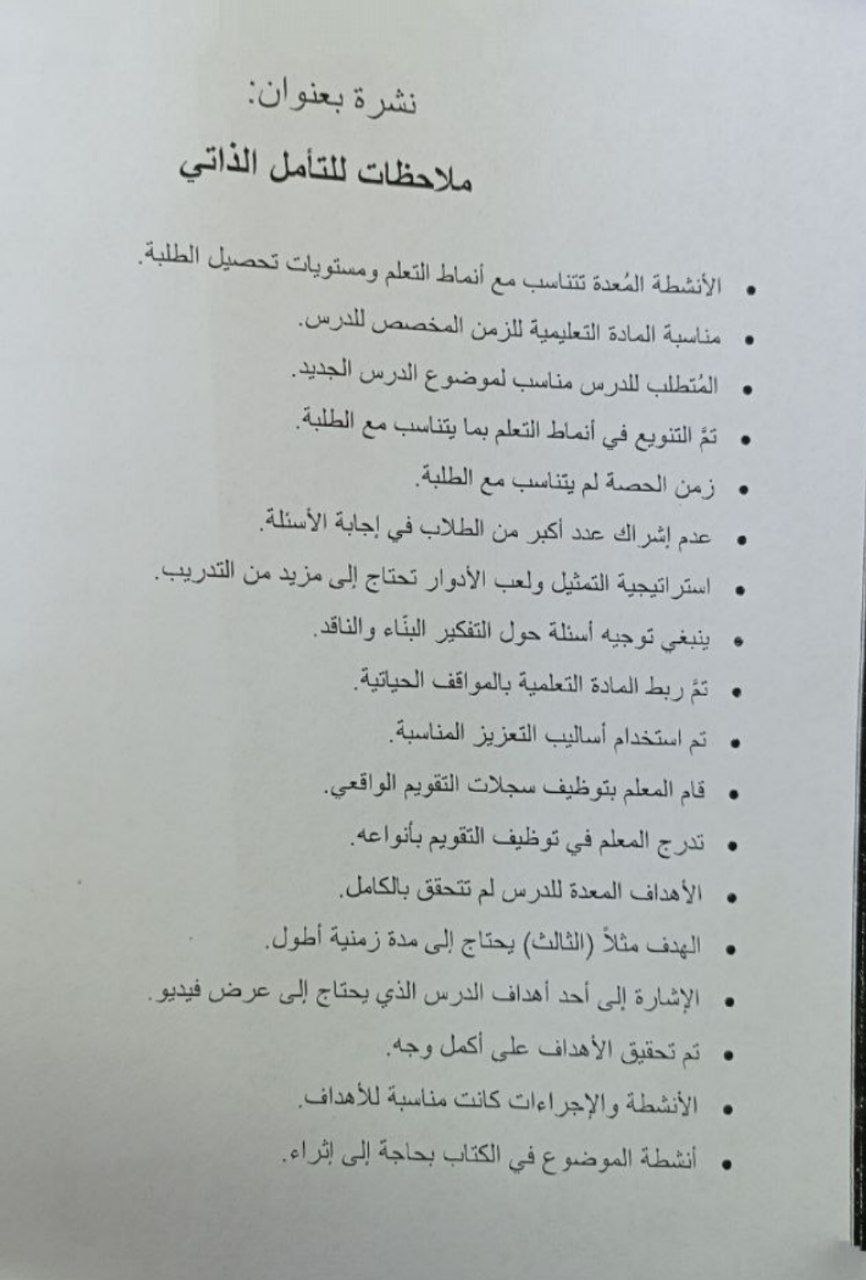 نشرة بعنوان:
ملاحظات للتأمل الذاتي
• الأنشطة المُعدة تتناسب مع أنماط التعلم ومستويات تحصيل الطلبة.
• مناسبة المادة التعليمية للزمن المخصص للدرس.
• المُتطلب للدرس مناسب لموضوع الدرس الجديد.
• تمَّ التنويع في أنماط التعلم بما يتناسب مع الطلبة.
• زمن الحصة لم يتناسب مع الطلبة.
• عدم إشراك عدد أكبر من الطلاب في إجابة الأسئلة.
• استراتيجية التمثيل ولعب الأدوار تحتاج إلى مزيد من التدريب.
• ينبغي توجيه أسئلة حول التفكير البنّاء والناقد.
• تمَّ ربط المادة التعلمية بالمواقف الحياتية.
• تم استخدام أساليب التعزيز المناسبة.
• قام المعلم بتوظيف سجلات التقويم الواقعي.
• تدرج المعلم في توظيف التقويم بأنواعه.
• الأهداف المعدة للدرس لم تتحقق بالكامل.
• الهدف مثلاً (الثالث) يحتاج إلى مدة زمنية أطول.
• الإشارة إلى أحد أهداف الدرس الذي يحتاج إلى عرض فيديو.
• تم تحقيق الأهداف على أكمل وجه.
• الأنشطة والإجراءات كانت مناسبة للأهداف.
• أنشطة الموضوع في الكتاب بحاجة إلى إثراء.